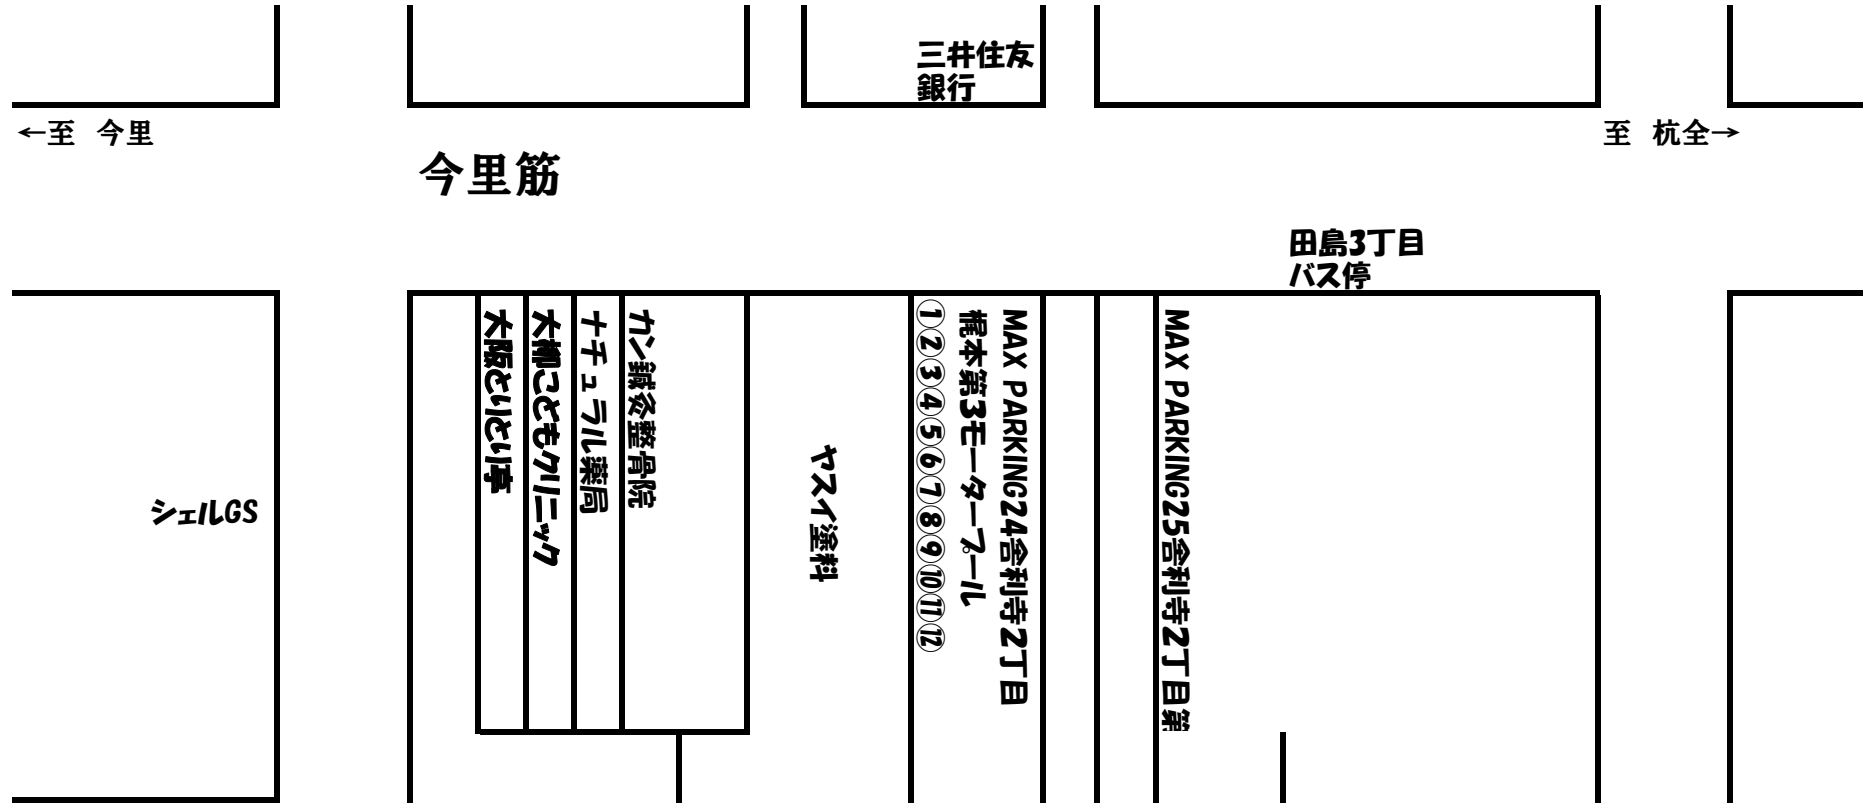 三井住友
銀行
←至 今里
至 杭全→
今里筋
田島3丁目
バス停
大阪といとい亭
大柳こどもクリニック
ナチュラル薬局
カン鍼灸整骨院
シェルGS
ヤスイ塗料
①②③④⑤⑥⑦⑧⑨⑩⑪⑫
梶本第3モータープール
MAX PARKING24舎利寺2丁目
MAX PARKING25舎利寺2丁目第